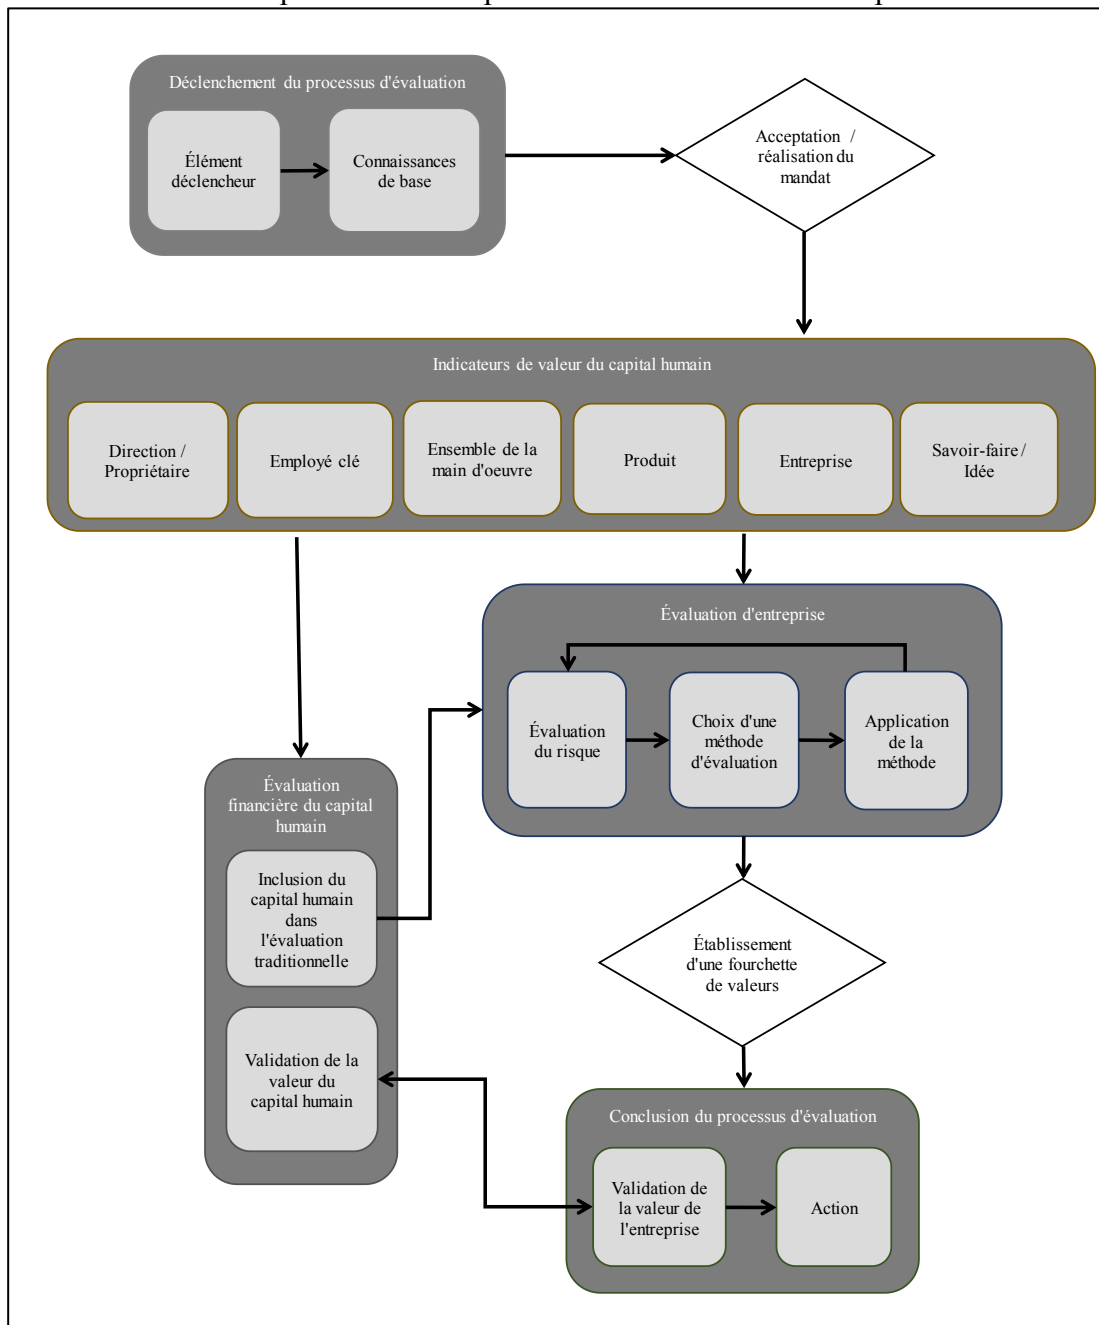 Déclenchement du processus d'évaluation
Élément
déclencheur
Connaissances
de base
Acceptation /
réalisation du
mandat
Indicateurs de valeur du capital humain
Direction /
Propriétaire
Employé clé
Ensemble de la
main d'oeuvre
Produit
Entreprise
Savoir-faire /
Idée
Évaluation d'entreprise
Évaluation
du risque
Choix d'une
méthode
d'évaluation
Application
de la
méthode
Évaluation
financière du capital
humain
Inclusion du
capital humain
dans
l'évaluation
traditionnelle
Validation de la
valeur du
capital humain
Établissement
d'une fourchette
de valeurs
Conclusion du processus d'évaluation
Validation de
la valeur de
l'entreprise
Action